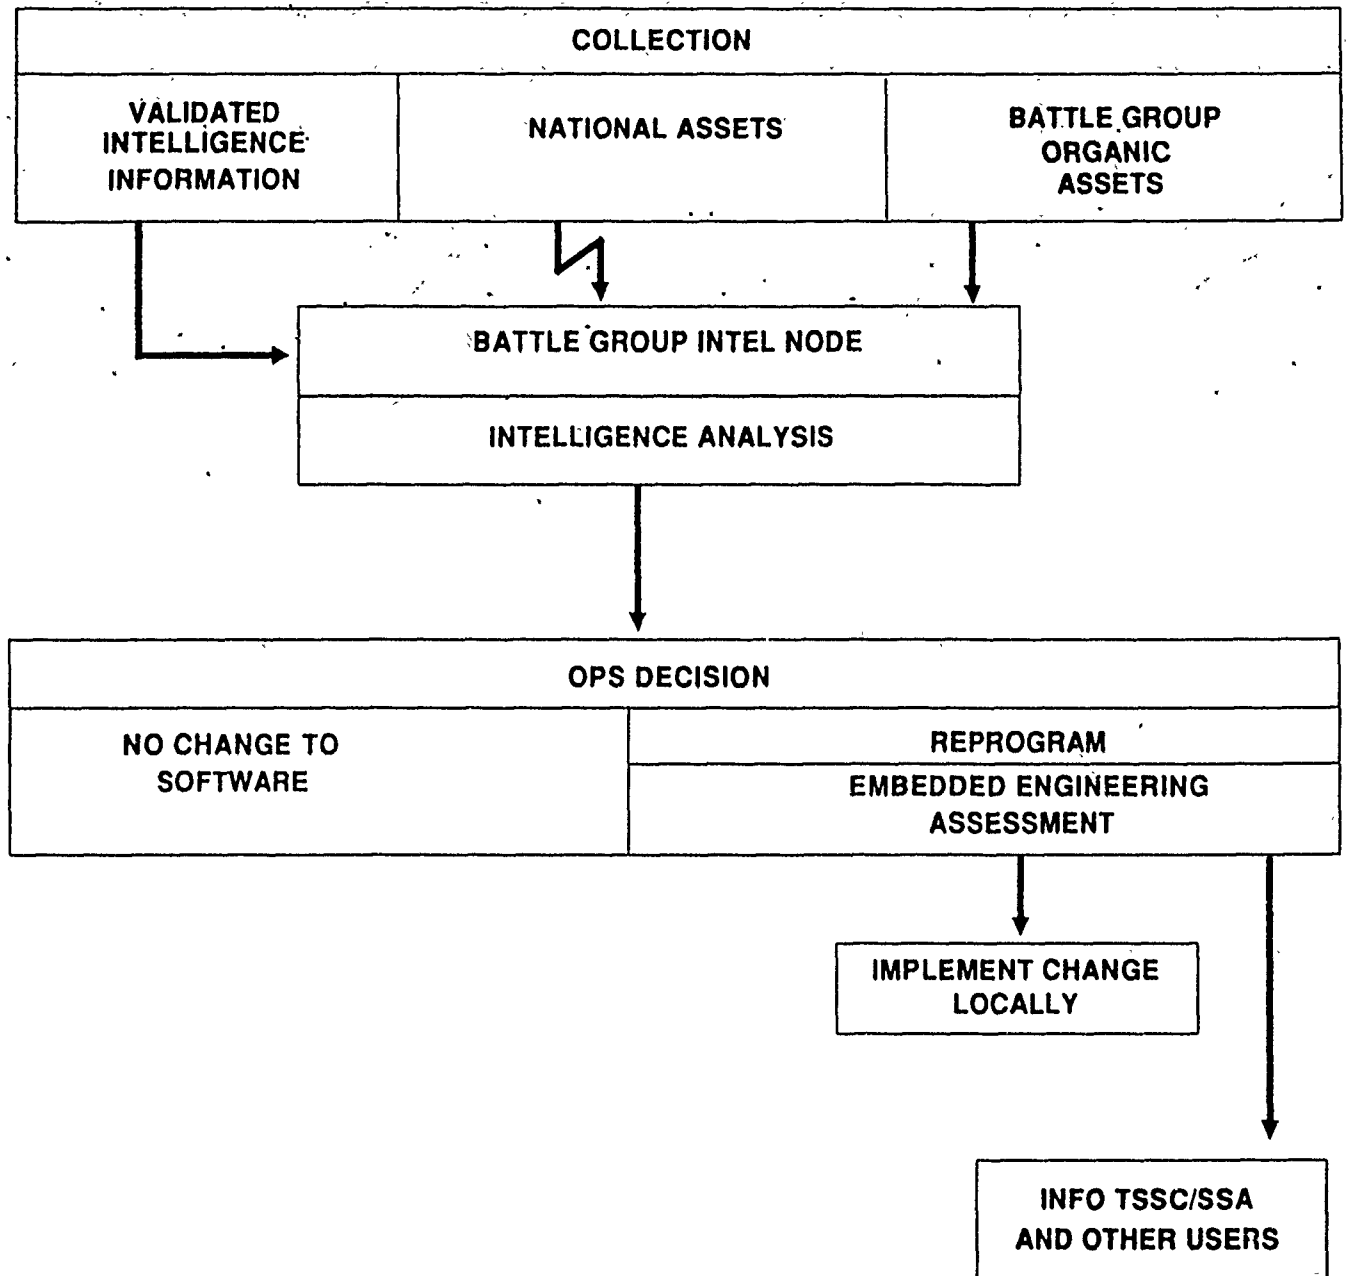 COLLECTION
VALIDATED
INTELLIGENCE
INFORMATION
NATIONAL ASSETS
BATTLE GROUP
ORGANIC
ASSETS
BATTLE GROUP INTEL NODE
INTELLIGENCE ANALYSIS
OPS DECISION
NO CHANGE TO
SOFTWARE
REPROGRAM
EMBEDDED ENGINEERING
ASSESSMENT
IMPLEMENT CHANGE
LOCALLY
INFO TSSC/SSA
AND OTHER USERS